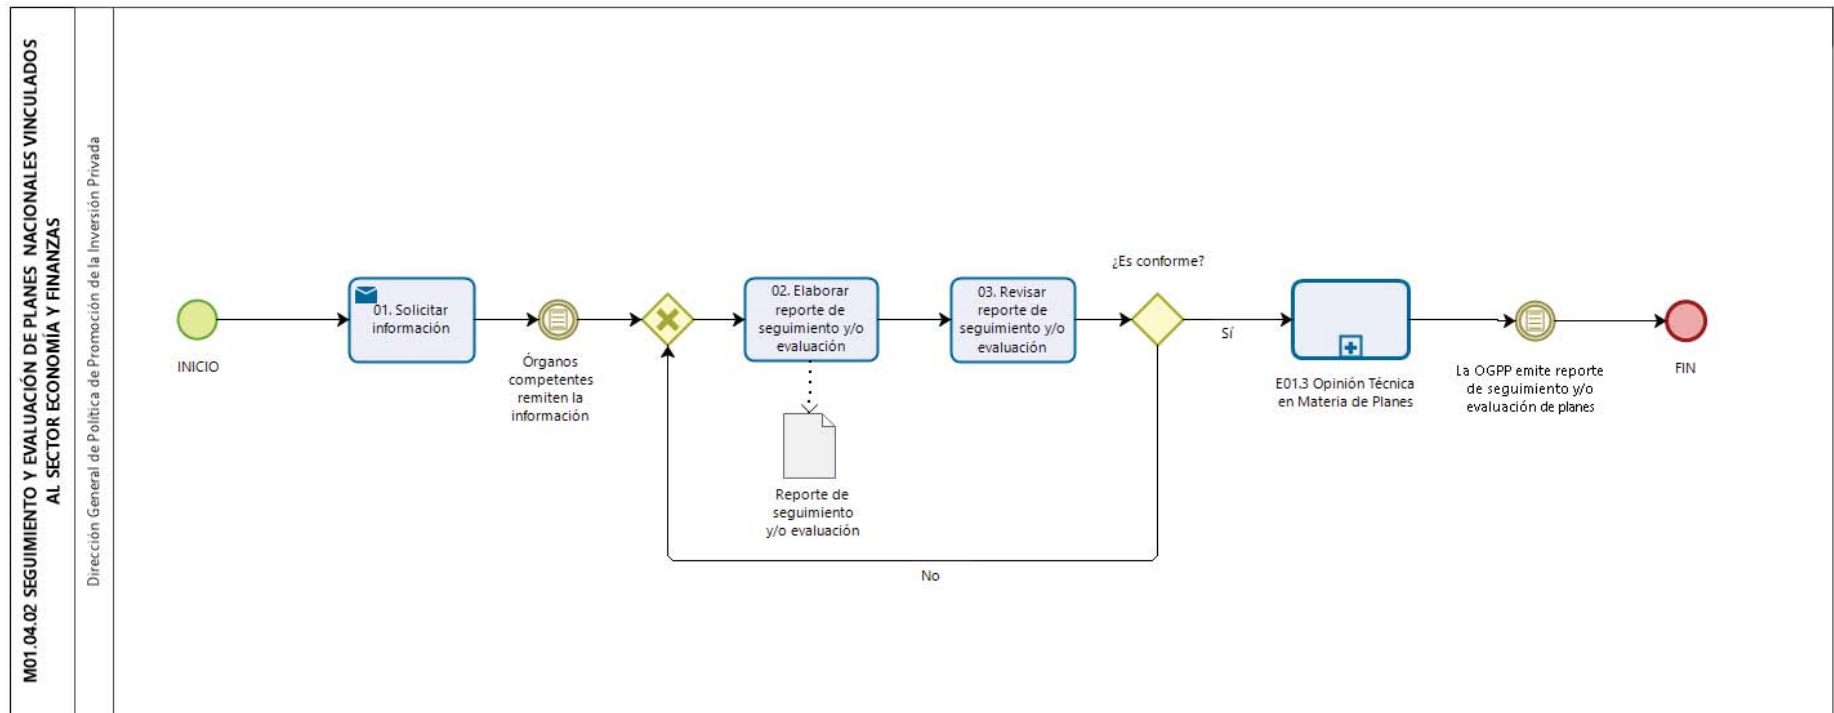 M01.04.02 SEGUIMIENTO Y EVALUACIÓN DE PLANES NACIONALES VINCULADOS
AL SECTOR ECONOMÍA Y FINANZAS
Dirección General de Política de Promoción de la Inversión Privada
INICIO
01. Solicitar
información
Órganos
competentes
remiten la
información
02. Elaborar
reporte de
seguimiento y/o
evaluación
Reporte de
seguimiento
y/o evaluación
03. Revisar
reporte de
seguimiento y/o
evaluación
¿Es conforme?
Sí
No
E01.3 Opinión Técnica
en Materia de Planes
La OGPP emite reporte
de seguimiento y/o
evaluación de planes
FIN